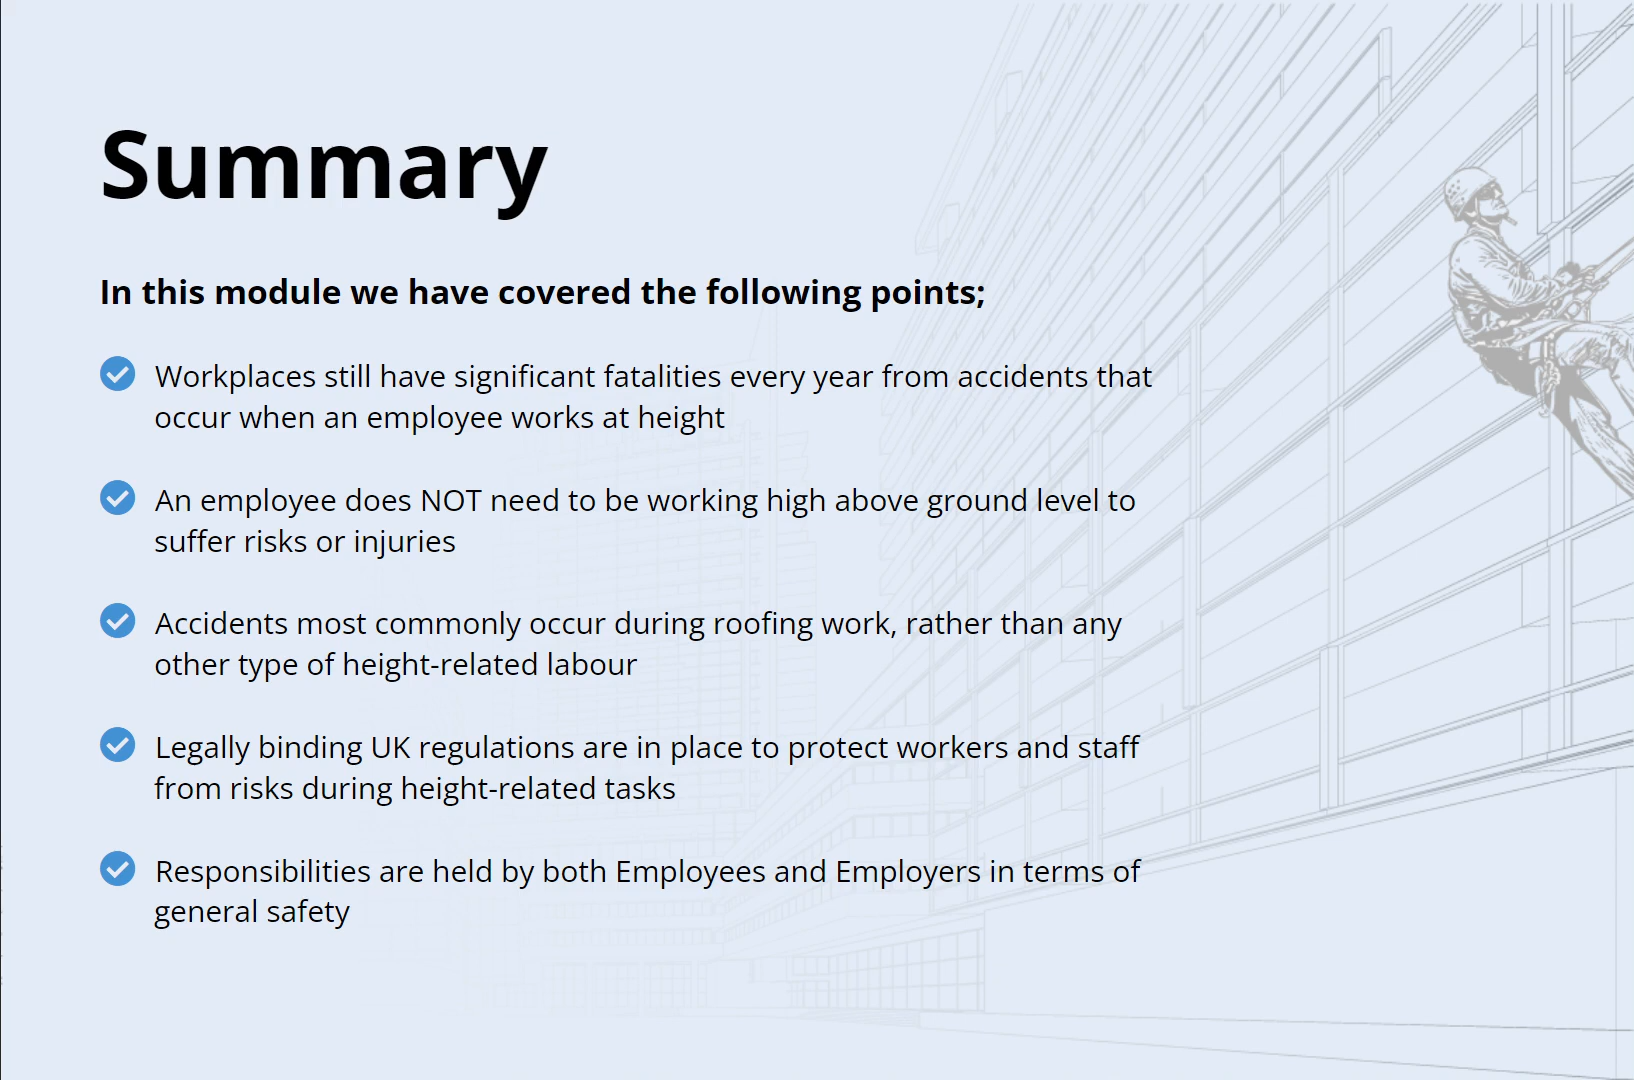 Summary
In this module we have covered the following points;
Workplaces still have significant fatalities every year from accidents that
occur when an employee works at height
An employee does NOT need to be working high above ground level to
suffer risks or injuries
Accidents most commonly occur during roofing work, rather than any
other type of height-related labour
Legally binding UK regulations are in place to protect workers and staff
from risks during height-related tasks
Responsibilities are held by both Employees and Employers in terms of
general safety